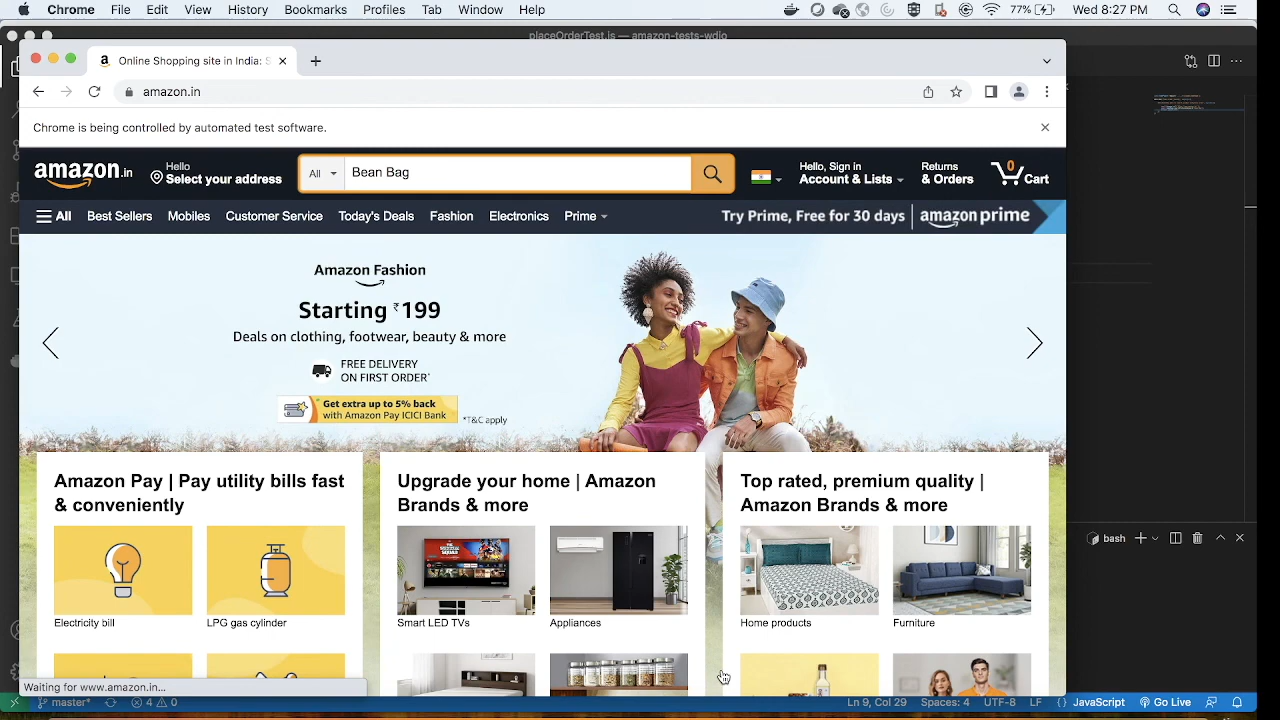 Chrome File Edit View History Bookmarks Profiles Tab Window Help 77% Wed 8:27 PM
placeOrderTest.js — amazon-tests-wdio
Online Shopping site in India: S
amazon.in
Chrome is being controlled by automated test software.
amazon.in
Hello
Select your address
All
Bean Bag
Hello, Sign in
Account & Lists
Returns
& Orders
0
Cart
All Best Sellers Mobiles Customer Service Today's Deals Fashion Electronics Prime Try Prime, Free for 30 days amazon prime
Amazon Fashion
Starting ₹199
Deals on clothing, footwear, beauty & more
FREE DELIVERY
ON FIRST ORDER*
Get extra up to 5% back
with Amazon Pay ICICI Bank
*T&C apply
Amazon Pay | Pay utility bills fast
& conveniently
Electricity bill
LPG gas cylinder
Upgrade your home | Amazon
Brands & more
Smart LED TVs
Appliances
Top rated, premium quality |
Amazon Brands & more
Home products
Furniture
bash
Waiting for www.amazon.in...
master* 4 0 Ln 9, Col 29 Spaces: 4 UTF-8 LF {} JavaScript Go Live